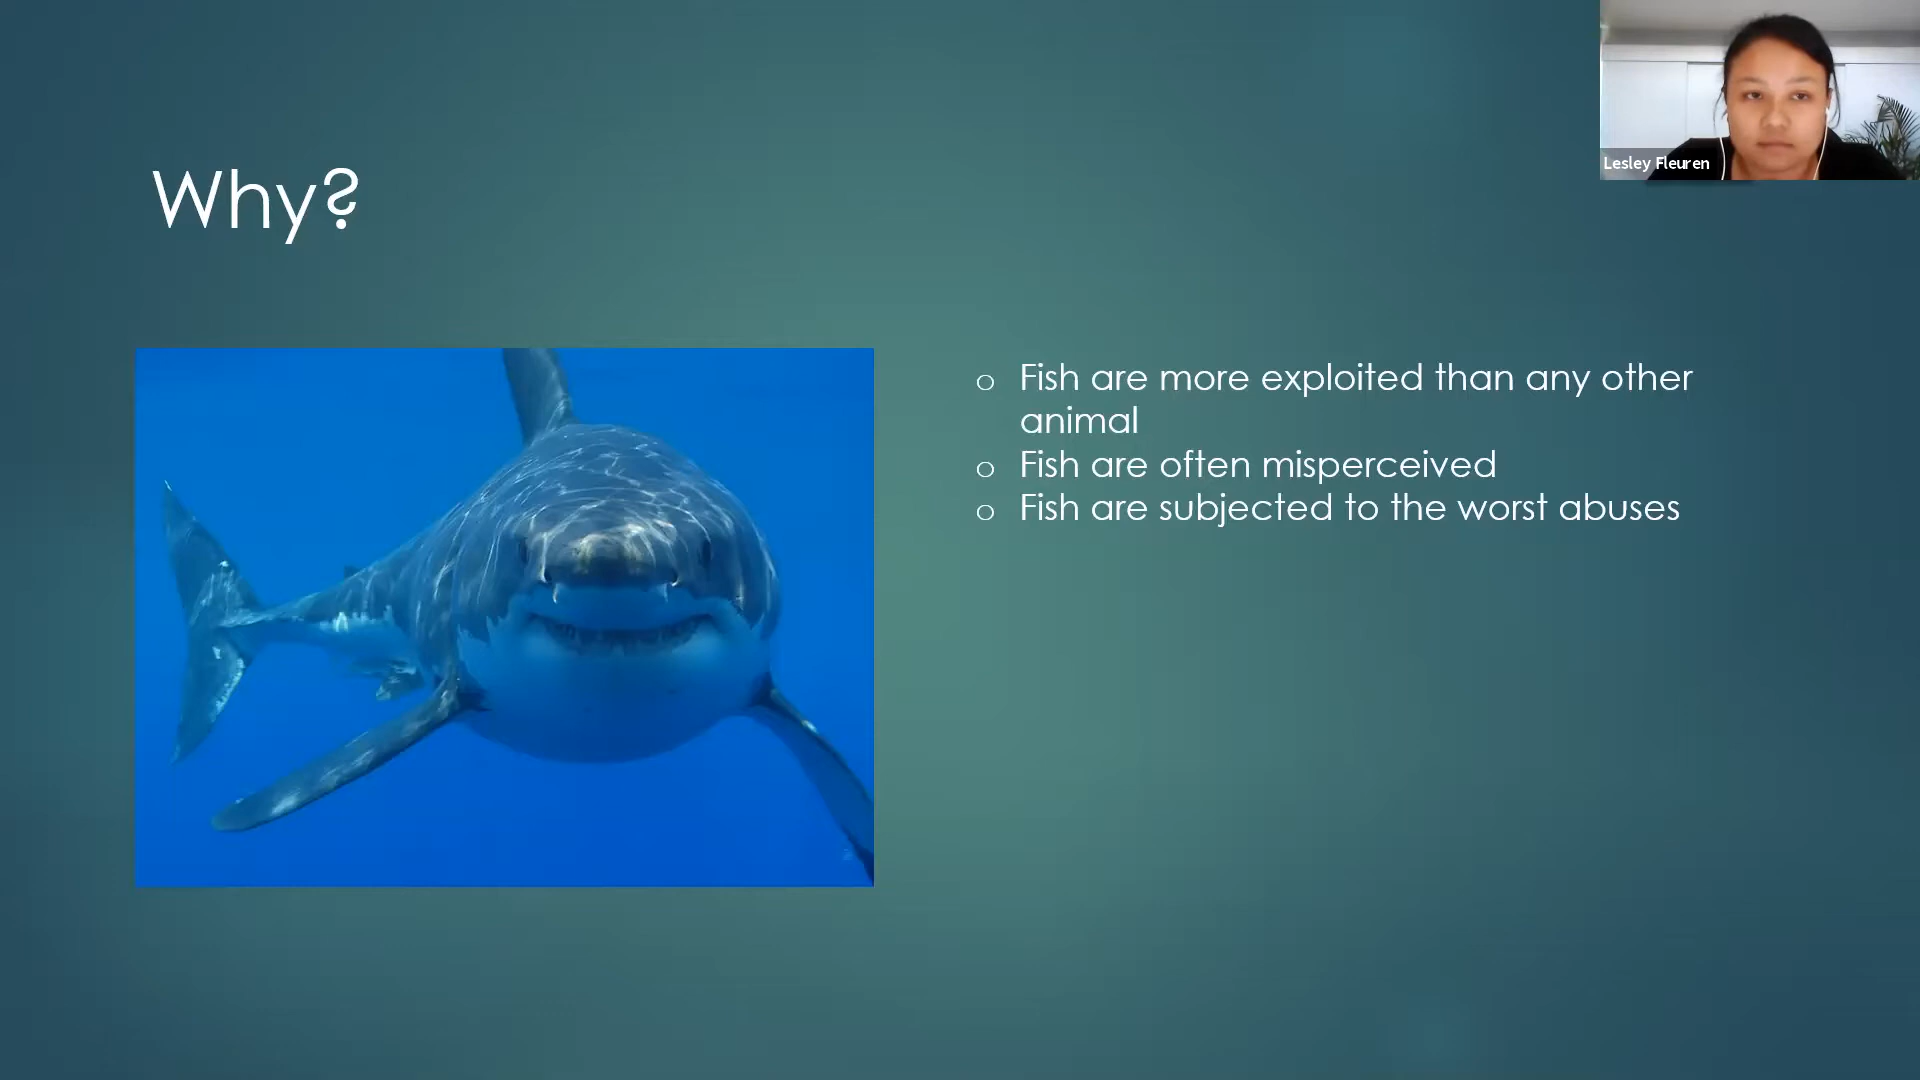 Lesley Fleuren
Why?
o Fish are more exploited than any other
animal
o Fish are often misperceived
o Fish are subjected to the worst abuses